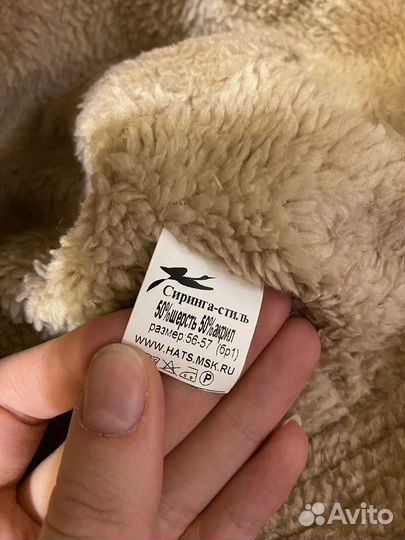 Сиринга-стиль
50%шерсть 50%акрил
размер:56-57 (6р1)
WWW.HATS.MSK.RU
P
Avito